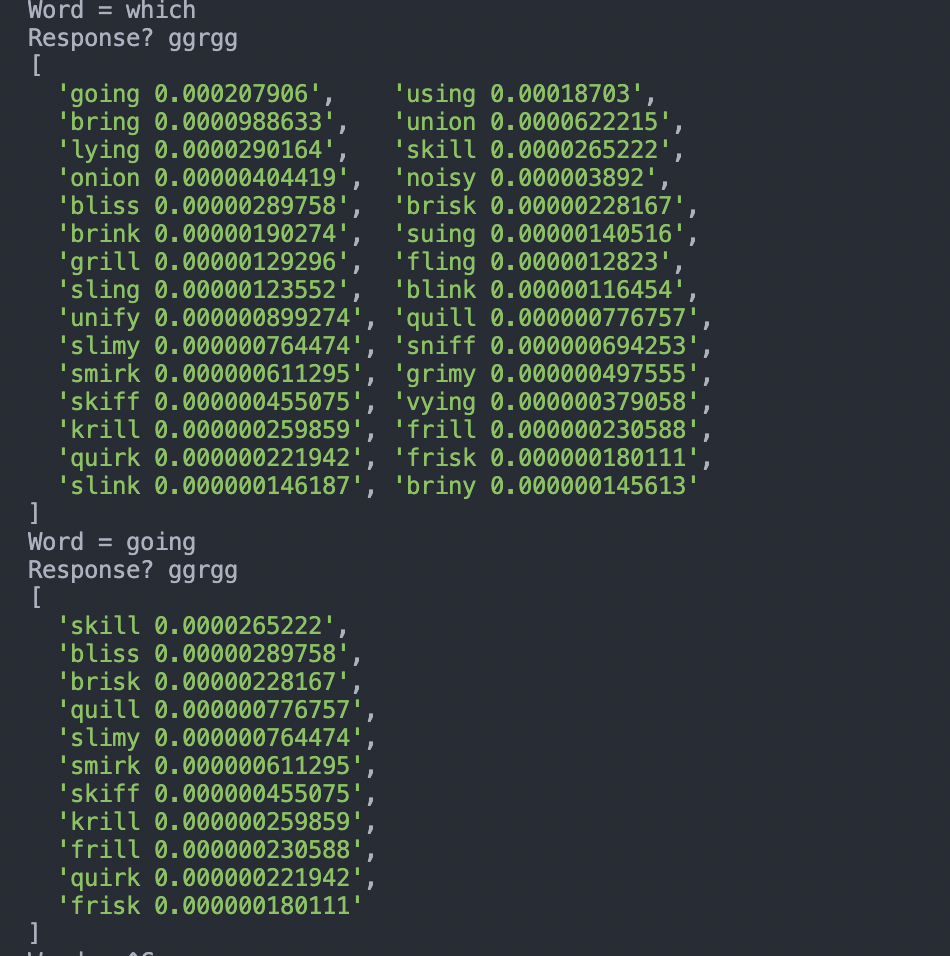 Word = which
Response? ggrgg
[
'going 0.000207906', 'using 0.00018703',
'bring 0.0000988633', 'union 0.0000622215',
'lying 0.0000290164', 'skill 0.0000265222',
'onion 0.00000404419', 'noisy 0.000003892',
'bliss 0.00000289758', 'brisk 0.00000228167',
'brink 0.00000190274', 'suing 0.00000140516',
'grill 0.00000129296', 'fling 0.0000012823',
'sling 0.00000123552', 'blink 0.00000116454',
'unify 0.000000899274', 'quill 0.000000776757',
'slimy 0.000000764474', 'sniff 0.000000694253',
'smirk 0.000000611295', 'grimy 0.000000497555',
'skiff 0.000000455075', 'vying 0.000000379058',
'krill 0.000000259859', 'frill 0.000000230588',
'quirk 0.000000221942', 'frisk 0.000000180111',
'slink 0.000000146187', 'briny 0.000000145613'
]
Word = going
Response? ggrgg
[
'skill 0.0000265222',
'bliss 0.00000289758',
'brisk 0.00000228167',
'quill 0.000000776757',
'slimy 0.000000764474',
'smirk 0.000000611295',
'skiff 0.000000455075',
'krill 0.000000259859',
'frill 0.000000230588',
'quirk 0.000000221942',
'frisk 0.000000180111'
]